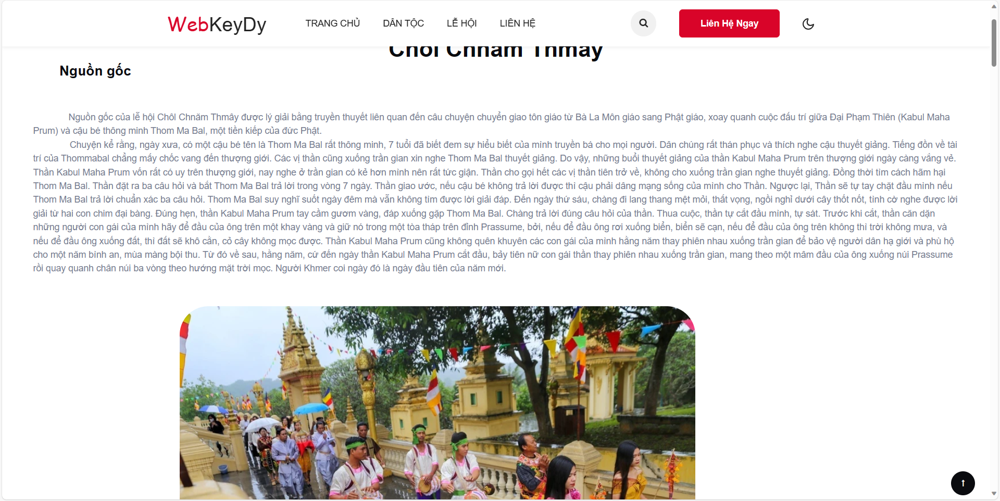 WebKeyDy
TRANG CHỦ
DÂN TỘC
LỄ HỘI
LIÊN HỆ
Liên Hệ Ngay
Chôl Chnăm Thmây
Nguồn gốc
Nguồn gốc của lễ hội Chôl Chnăm Thmây được lý giải bằng truyền thuyết liên quan đến câu chuyện chuyển giao tôn giáo từ Bà La Môn giáo sang Phật giáo, xoay quanh cuộc đấu trí giữa Đại Phạm Thiên (Kabul Maha
Prum) và cậu bé thông minh Thom Ma Bal, một tiền kiếp của đức Phật.
Chuyện kể rằng, ngày xưa, có một cậu bé tên là Thom Ma Bal rất thông minh, 7 tuổi đã biết đem sự hiểu biết của mình truyền bá cho mọi người. Dân chúng rất thán phục và thích nghe cậu thuyết giảng. Tiếng đồn về tài
trí của Thommabal chẳng mấy chốc vang đến thượng giới. Các vị thần cũng xuống trần gian xin nghe Thom Ma Bal thuyết giảng. Do vậy, những buổi thuyết giảng của thần Kabul Maha Prum trên thượng giới ngày càng vắng vẻ.
Thần Kabul Maha Prum vốn rất có uy trên thượng giới, nay nghe ở trần gian có kẻ hơn mình nên rất tức giận. Thần cho gọi hết các vị thần tiên trở về, không cho xuống trần gian nghe thuyết giảng. Đồng thời tìm cách hãm hại
Thom Ma Bal. Thần đặt ra ba câu hỏi và bắt Thom Ma Bal trả lời trong vòng 7 ngày. Thần giao ước, nếu cậu bé không trả lời được thì cậu phải dâng mạng sống của mình cho Thần. Ngược lại, Thần sẽ tự tay chặt đầu mình nếu
Thom Ma Bal trả lời chuẩn xác ba câu hỏi. Thom Ma Bal suy nghĩ suốt ngày đêm mà vẫn không tìm được lời giải đáp. Đến ngày thứ sáu, chàng đi lang thang mệt mỏi, thất vọng, ngồi nghỉ dưới cây thốt nốt, tình cờ nghe được lời
giải từ hai con chim đại bàng. Đúng hẹn, thần Kabul Maha Prum tay cầm gươm vàng, đáp xuống gặp Thom Ma Bal. Chàng trả lời đúng câu hỏi của thần. Thua cuộc, thần tự cắt đầu mình, tự sát. Trước khi cắt, thần căn dặn
những người con gái của mình hãy để đầu của ông trên một khay vàng và giữ nó trong một tòa tháp trên đỉnh Prassume, bởi, nếu để đầu ông rơi xuống biển, biển sẽ cạn, nếu để đầu của ông trên không thì trời không mưa, và
nếu để đầu ông xuống đất, thì đất sẽ khô cằn, cỏ cây không mọc được. Thần Kabul Maha Prum cũng không quên khuyên các con gái của mình hằng năm thay phiên nhau xuống trần gian để bảo vệ người dân hạ giới và phù hộ
cho một năm bình an, mùa màng bội thu. Từ đó về sau, hằng năm, cứ đến ngày thần Kabul Maha Prum cắt đầu, bảy tiên nữ con gái thần thay phiên nhau xuống trần gian, mang theo một mâm đầu của ông xuống núi Prassume
rồi quay quanh chân núi ba vòng theo hướng mặt trời mọc. Người Khmer coi ngày đó là ngày đầu tiên của năm mới.